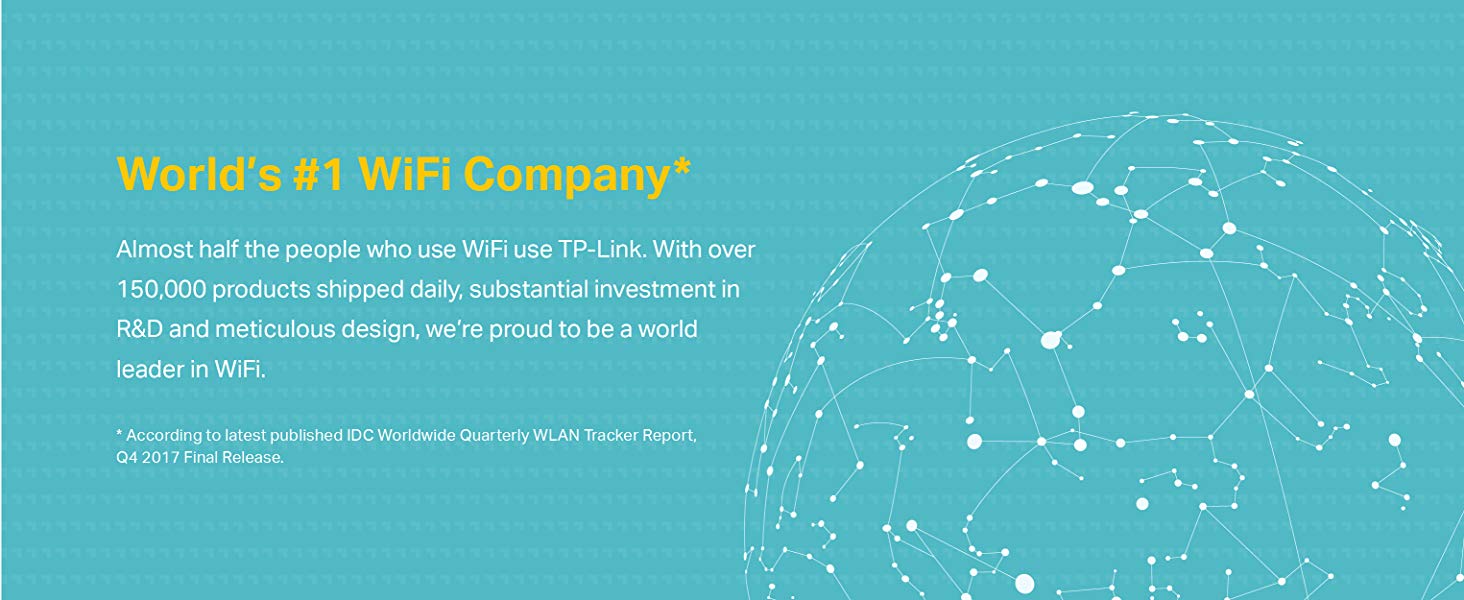 World’s #1 WiFi Company*
Almost half the people who use WiFi use TP-Link. With over
150,000 products shipped daily, substantial investment in
R&D and meticulous design, we’re proud to be a world
leader in WiFi.
* According to latest published IDC Worldwide Quarterly WLAN Tracker Report,
Q4 2017 Final Release.